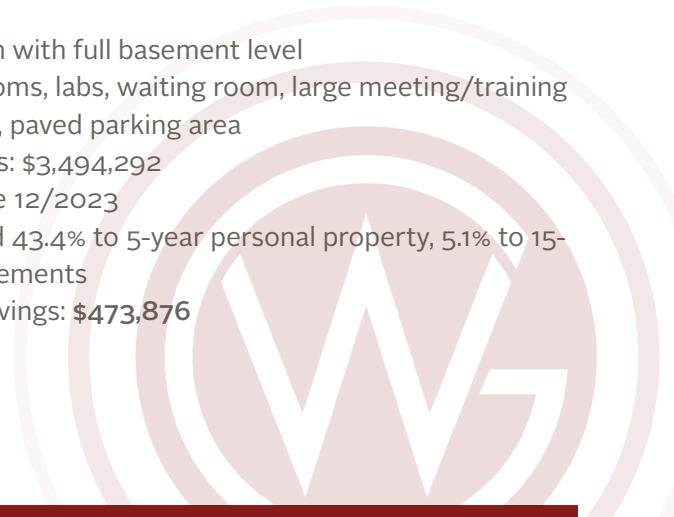 with full basement level
oms, labs, waiting room, large meeting/training
, paved parking area
s: $3,494,292
e 12/2023
d 43.4% to 5-year personal property, 5.1% to 15-
ements
vings: $473,876
WG